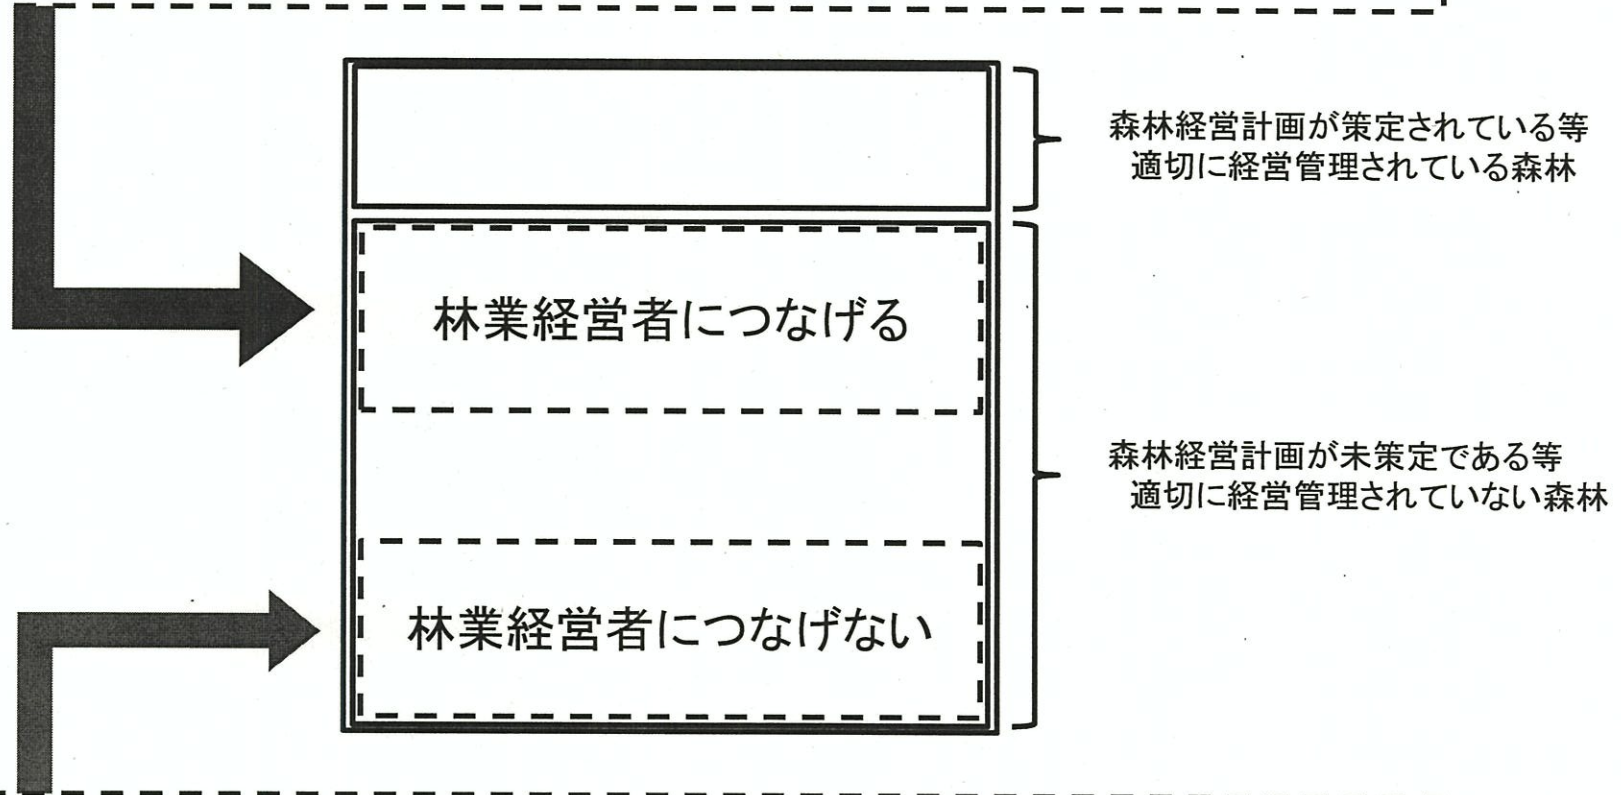 森林経営計画が策定されている等
適切に経営管理されている森林
林業経営者につなげる
森林経営計画が未策定である等
適切に経営管理されていない森林
林業経営者につなげない